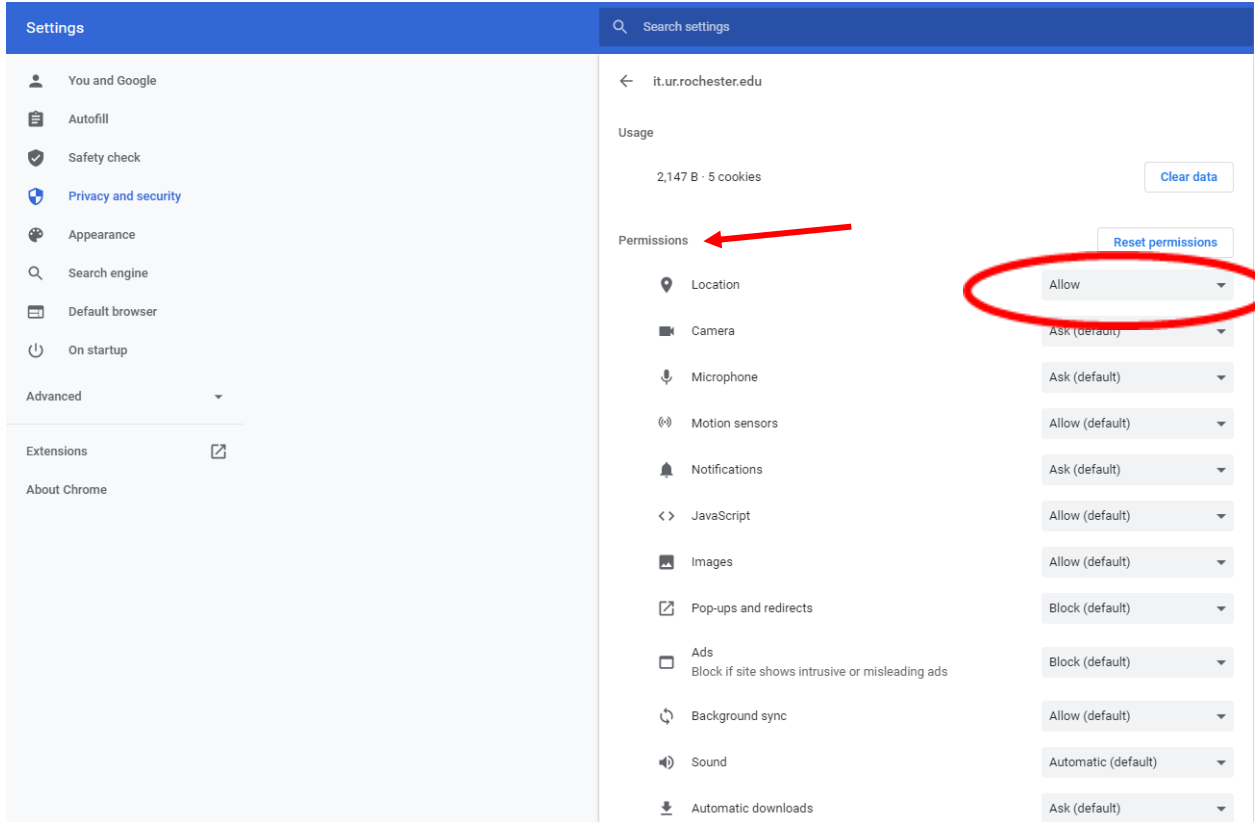 Settings
Search settings
You and Google
Autofill
Safety check
Privacy and security
Appearance
Search engine
Default browser
On startup
Advanced
Extensions
About Chrome
it.ur.rochester.edu
Usage
2,147 B · 5 cookies
Clear data
Permissions
Reset permissions
Location
Allow
Camera
Ask (default)
Microphone
Ask (default)
Motion sensors
Allow (default)
Notifications
Ask (default)
JavaScript
Allow (default)
Images
Allow (default)
Pop-ups and redirects
Block (default)
Ads
Block if site shows intrusive or misleading ads
Block (default)
Background sync
Allow (default)
Sound
Automatic (default)
Automatic downloads
Ask (default)